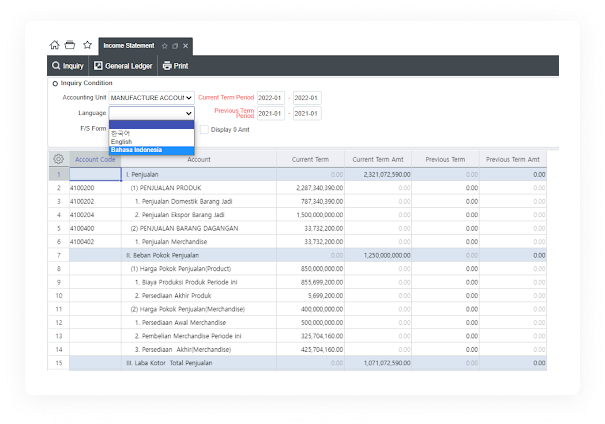 Income Statement
Inquiry General Ledger Print
Inquiry Condition
Accounting Unit MANUFACTURE ACCOUN Current Term Period 2022-01 - 2022-01
Language Previous Term Period 2021-01 - 2021-01
F/S Form Display 0 Amt
한국어
English
Bahasa Indonesia
Account Code Account Current Term Current Term Amt Previous Term Previous Term Amt
1 I. Penjualan 0.00 2,321,072,590.00 0.00 0.00
2 4100200 (1) PENJUALAN PRODUK 2,287,340,390.00 0.00 0.00 0.00
3 4100202 1. Penjualan Domestik Barang Jadi 787,340,390.00 0.00 0.00 0.00
4 4100204 2. Penjualan Ekspor Barang Jadi 1,500,000,000.00 0.00 0.00 0.00
5 4100400 (2) PENJUALAN BARANG DAGANGAN 33,732,200.00 0.00 0.00 0.00
6 4100402 1. Penjualan Merchandise 33,732,200.00 0.00 0.00 0.00
7 II. Beban Pokok Penjualan 0.00 1,250,000,000.00 0.00 0.00
8 (1) Harga Pokok Penjualan(Product) 850,000,000.00 0.00 0.00 0.00
9 1. Biaya Produksi Produk Periode ini 855,699,200.00 0.00 0.00 0.00
10 2. Persediaan Akhir Produk 5,699,200.00 0.00 0.00 0.00
11 (2) Harga Pokok Penjualan(Merchandise) 400,000,000.00 0.00 0.00 0.00
12 1. Persediaan Awal Merchandise 500,000,000.00 0.00 0.00 0.00
13 2. Pembelian Merchandise Periode ini 325,704,160.00 0.00 0.00 0.00
14 3. Persediaan Akhir(Merchandise) 425,704,160.00 0.00 0.00 0.00
15 III. Laba Kotor Total Penjualan 0.00 1,071,072,590.00 0.00 0.00